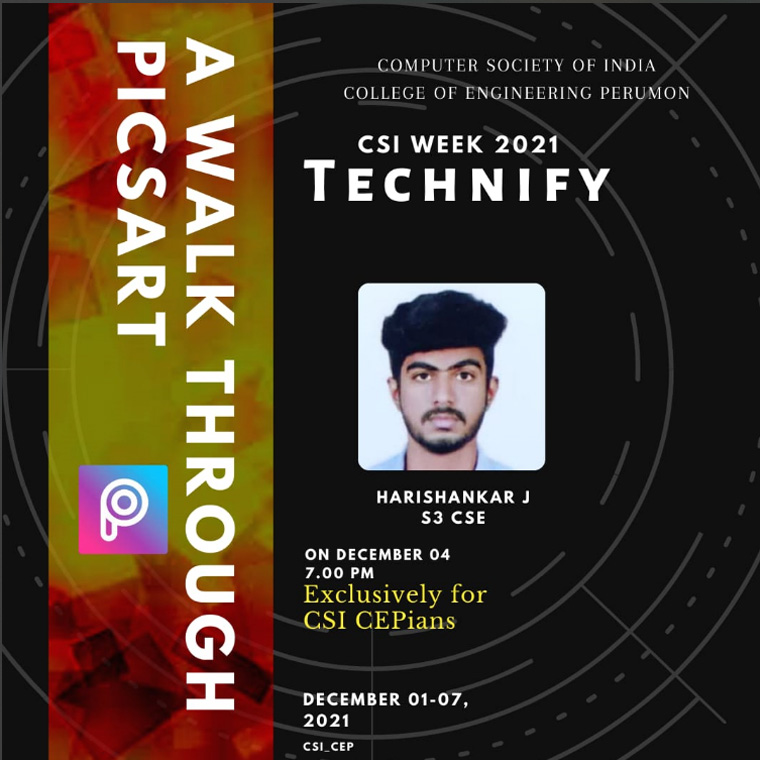 A WALK THROUGH
PICSART
COMPUTER SOCIETY OF INDIA
COLLEGE OF ENGINEERING PERUMON
CSI WEEK 2021
TECHNIFY
HARISHANKAR J
S3 CSE
ON DECEMBER 04
7.00 PM
Exclusively for
CSI CEPians
DECEMBER 01-07,
2021
CSI_CEP